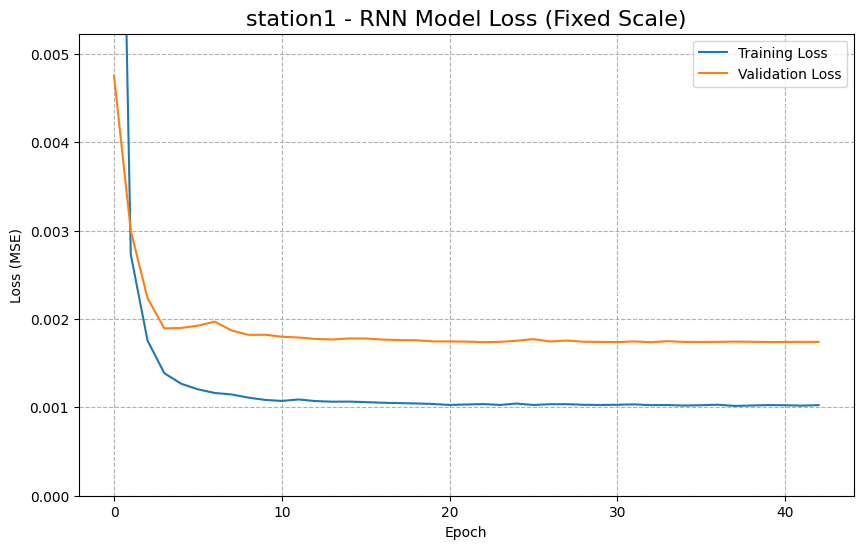 station1 - RNN Model Loss (Fixed Scale)
Training Loss
Validation Loss
Loss (MSE)
0.005
0.004
0.003
0.002
0.001
0.000
0 10 20 30 40
Epoch